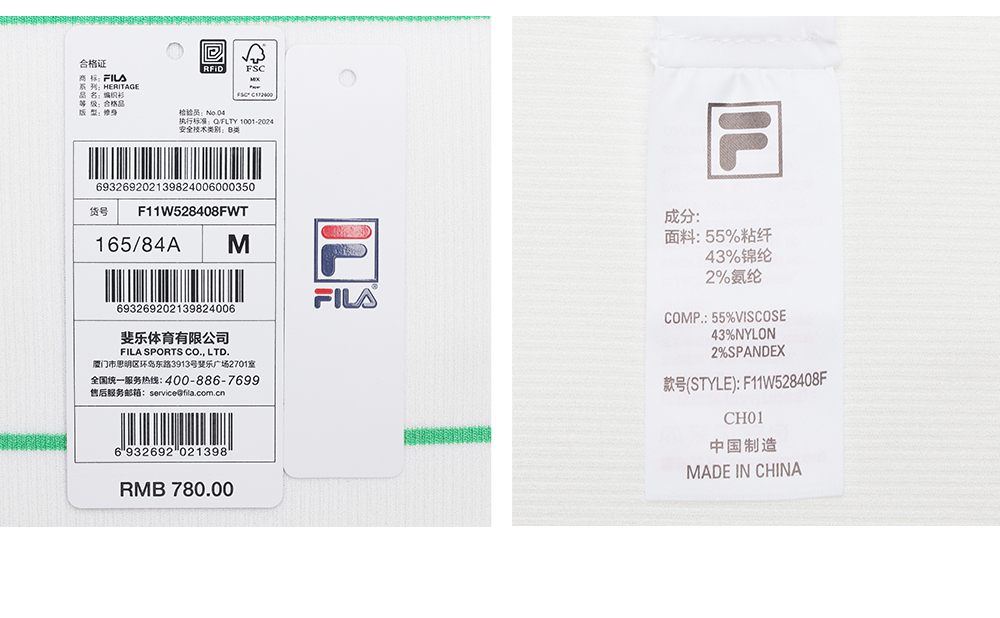 合格证
商 标: FILA
系 列: HERITAGE
品 名: 编织衫
等 级: 合格品
版 型: 修身
RFID
FSC
MIX
Paper
FSC® C172600
检验员: No 04
执行标准: Q/FLTY 1001-2024
安全技术类别: B类
693269202139824006000350
货号 F11W528408FWT
165/84A M
693269202139824006
斐乐体育有限公司
FILA SPORTS CO., LTD.
厦门市思明区环岛东路3913号斐乐广场2701室
全国统一服务热线: 400-886-7699
售后服务邮箱: service@fila.com.cn
6 932692 021398
RMB 780.00
FILA®
成分:
面料: 55%粘纤
43%锦纶
2%氨纶
COMP.: 55%VISCOSE
43%NYLON
2%SPANDEX
款号(STYLE): F11W528408F
CH01
中国制造
MADE IN CHINA